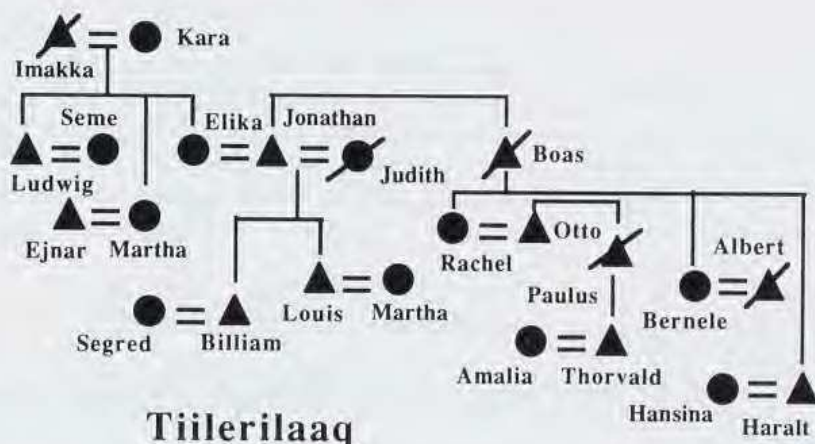 Kara
Imakka
Seme
Elika Jonathan
Ludwig
Judith
Boas
Ejnar Martha
Rachel
Otto
Albert
Paulus
Bernele
Segred Billiam
Louis Martha
Amalia Thorvald
Hansina Haralt
Tiilerilaaq